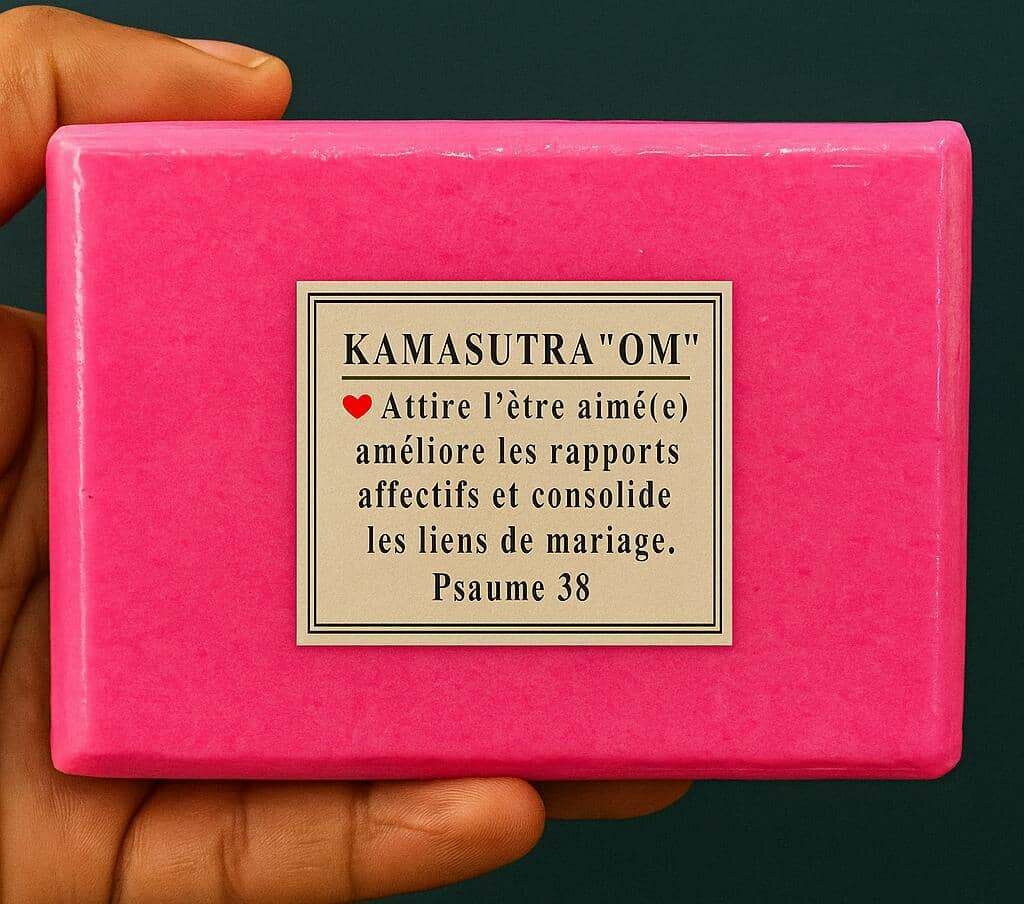 KAMASUTRA"OM"
❤ Attire l’ètre aimé(e)
améliore les rapports
affectifs et consolide
les liens de mariage.
Psaume 38